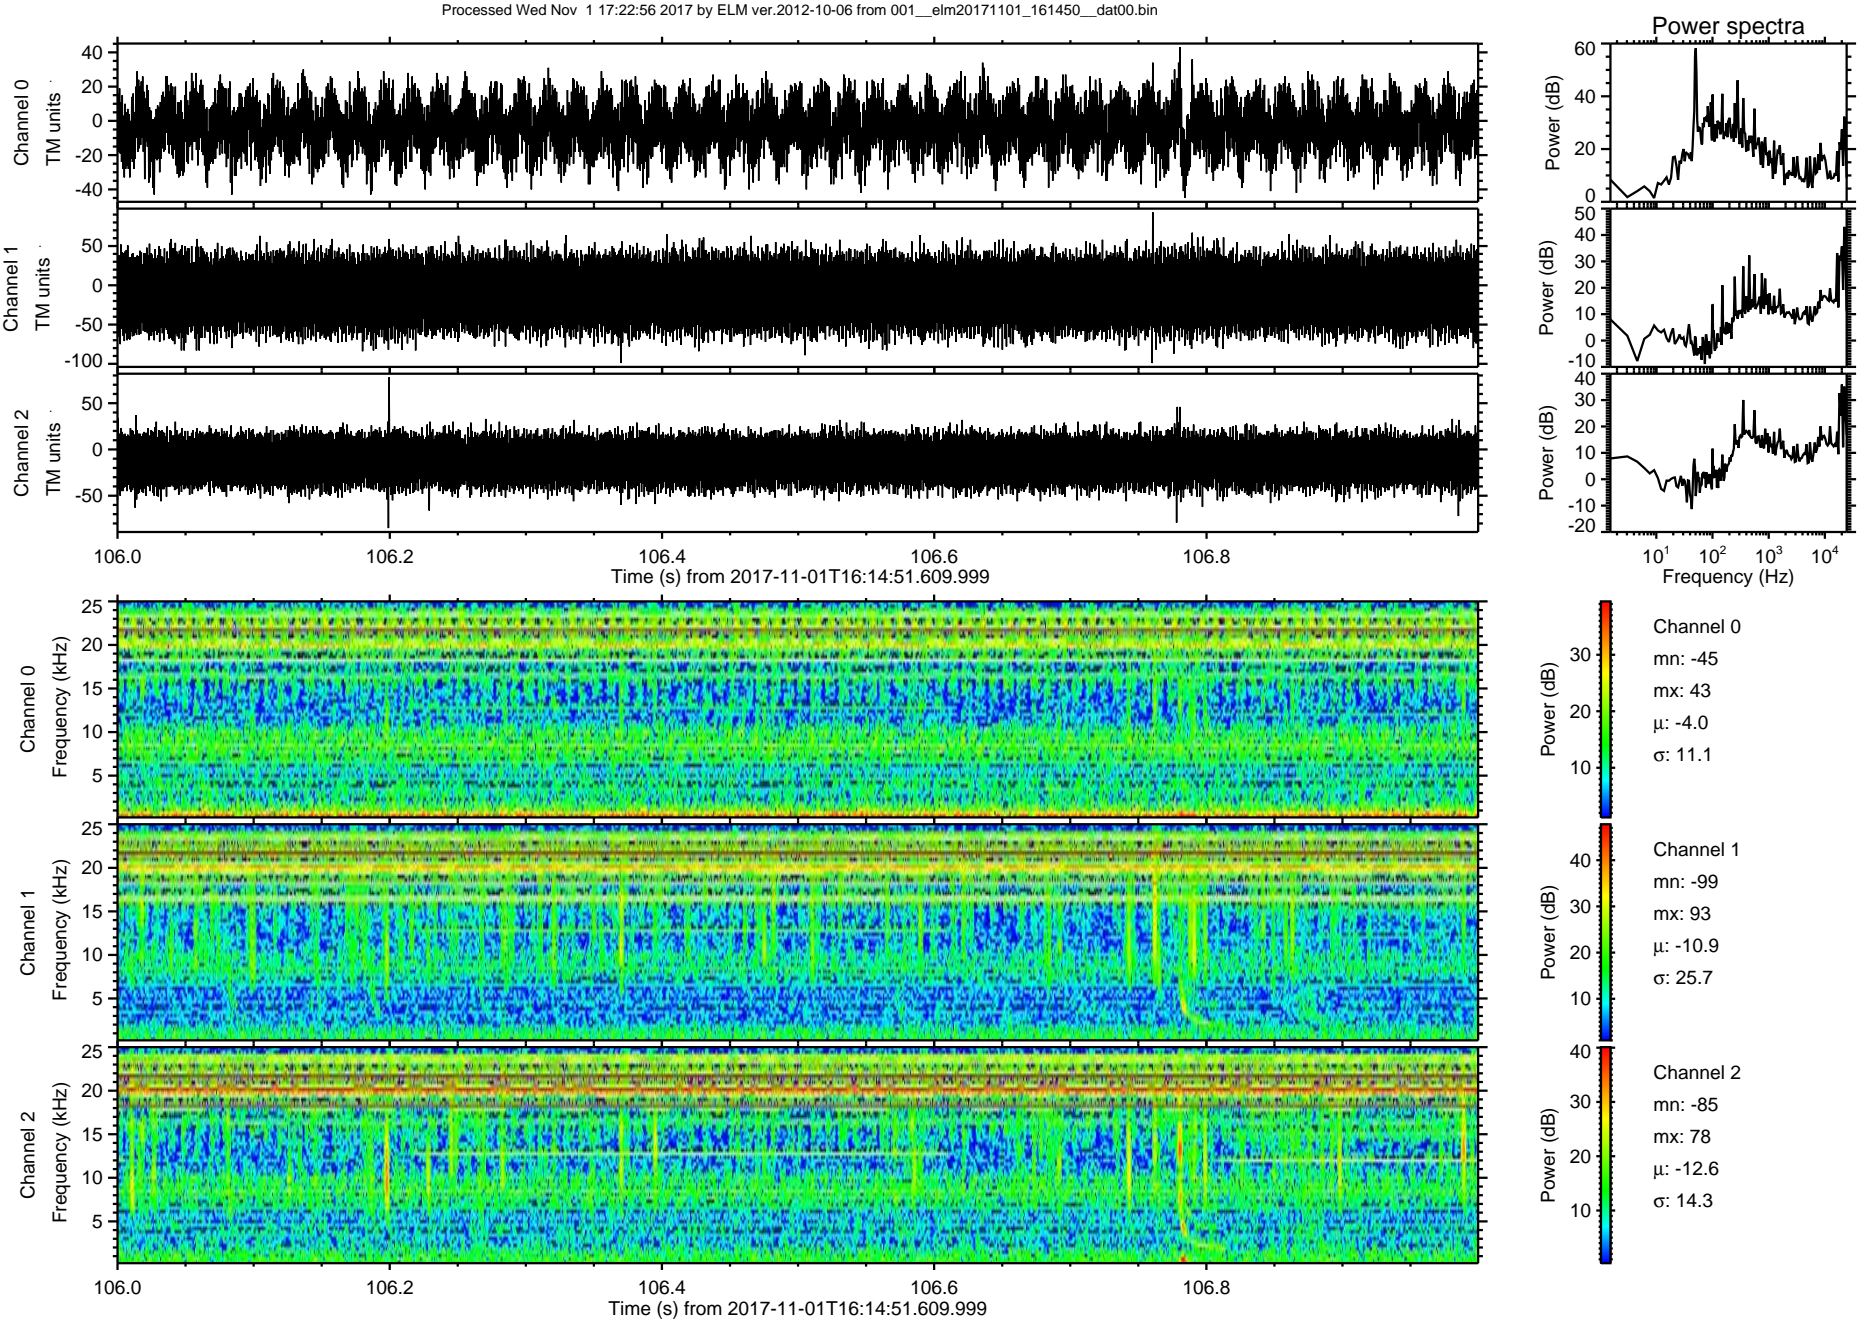 Processed Wed Nov  1 17:22:56 2017 by ELM ver.2012-10-06 from 001__elm20171101_161450__dat00.bin
Power spectra
Channel 0
TM units
40
20
0
-20
-40
Power (dB)
60
40
20
0
Channel 1
TM units
50
0
-50
-100
Power (dB)
50
40
30
20
10
0
-10
Channel 2
TM units
50
0
-50
Power (dB)
40
30
20
10
0
-10
-20
106.0 106.2 106.4 106.6 106.8
Time (s) from 2017-11-01T16:14:51.609.999
10¹ 10² 10³ 10⁴
Frequency (Hz)
Channel 0
Frequency (kHz)
25
20
15
10
5
Power (dB)
30
20
10
Channel 0
mn: -45
mx: 43
µ: -4.0
σ: 11.1
Channel 1
Frequency (kHz)
25
20
15
10
5
Power (dB)
40
30
20
10
Channel 1
mn: -99
mx: 93
µ: -10.9
σ: 25.7
Channel 2
Frequency (kHz)
25
20
15
10
5
Power (dB)
40
30
20
10
Channel 2
mn: -85
mx: 78
µ: -12.6
σ: 14.3
106.0 106.2 106.4 106.6 106.8
Time (s) from 2017-11-01T16:14:51.609.999